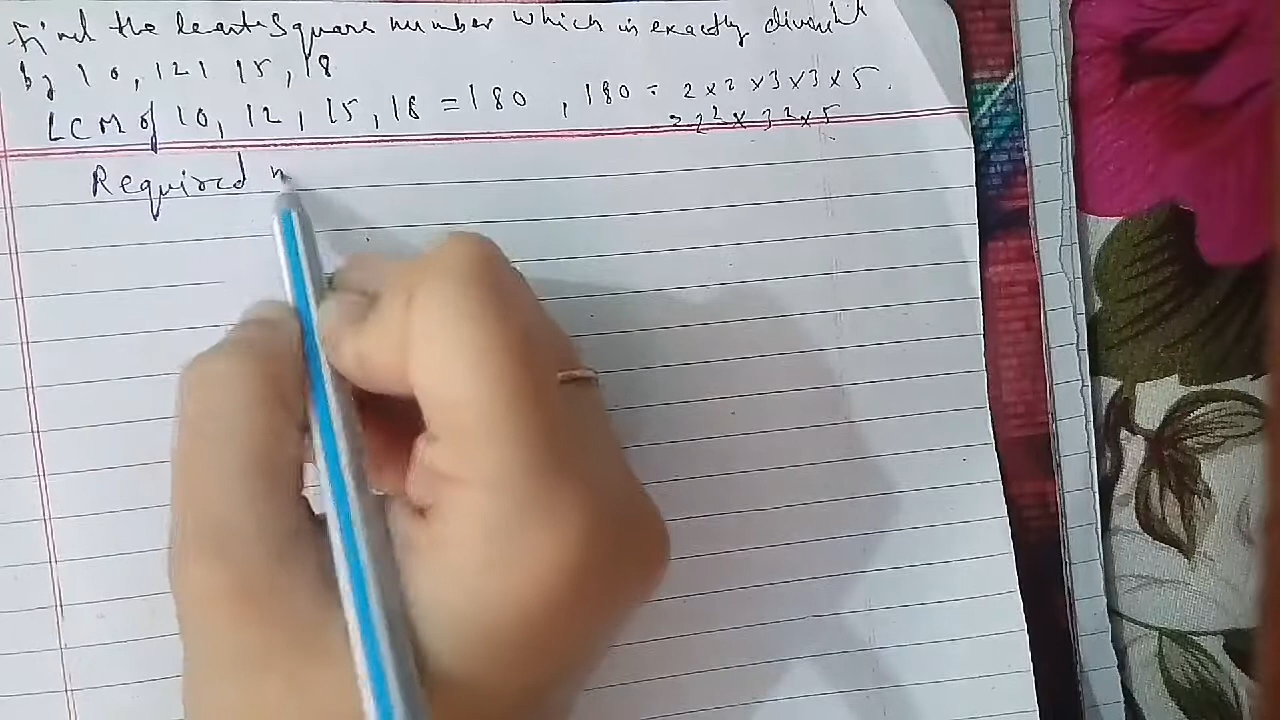 Find the least square number which is exactly divisible
by 10, 12, 15, 18
LCM of 10, 12, 15, 18 = 180 , 180 = 2 x 2 x 3 x 3 x 5 .
= 2² x 3² x 5
Required n